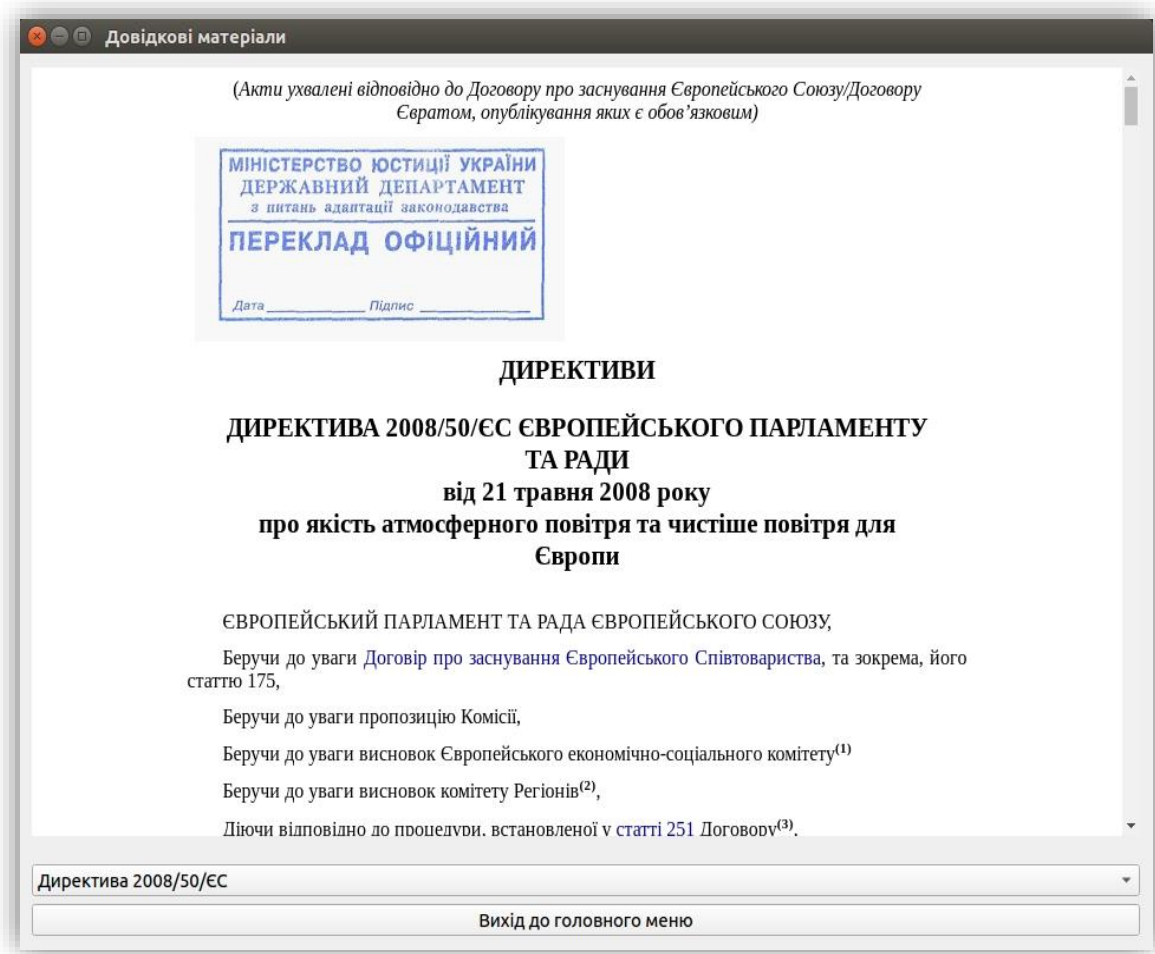 Довідкові матеріали
(Акти ухвалені відповідно до Договору про заснування Європейського Союзу/Договору
Євратом, опублікування яких є обов’язковим)
МІНІСТЕРСТВО ЮСТИЦІЇ УКРАЇНИ
ДЕРЖАВНИЙ ДЕПАРТАМЕНТ
з питань адаптації законодавства
ПЕРЕКЛАД ОФІЦІЙНИЙ
Дата ____________ Підпис ______________
ДИРЕКТИВИ
ДИРЕКТИВА 2008/50/ЄС ЄВРОПЕЙСЬКОГО ПАРЛАМЕНТУ
ТА РАДИ
від 21 травня 2008 року
про якість атмосферного повітря та чистіше повітря для
Європи
ЄВРОПЕЙСЬКИЙ ПАРЛАМЕНТ ТА РАДА ЄВРОПЕЙСЬКОГО СОЮЗУ,
Беручи до уваги Договір про заснування Європейського Співтовариства, та зокрема, його
статтю 175,
Беручи до уваги пропозицію Комісії,
Беручи до уваги висновок Європейського економічно-соціального комітету(1)
Беручи до уваги висновок комітету Регіонів(2),
Діючи відповідно до процедури, встановленої у статті 251 Договору(3),
Директива 2008/50/ЄС
Вихід до головного меню